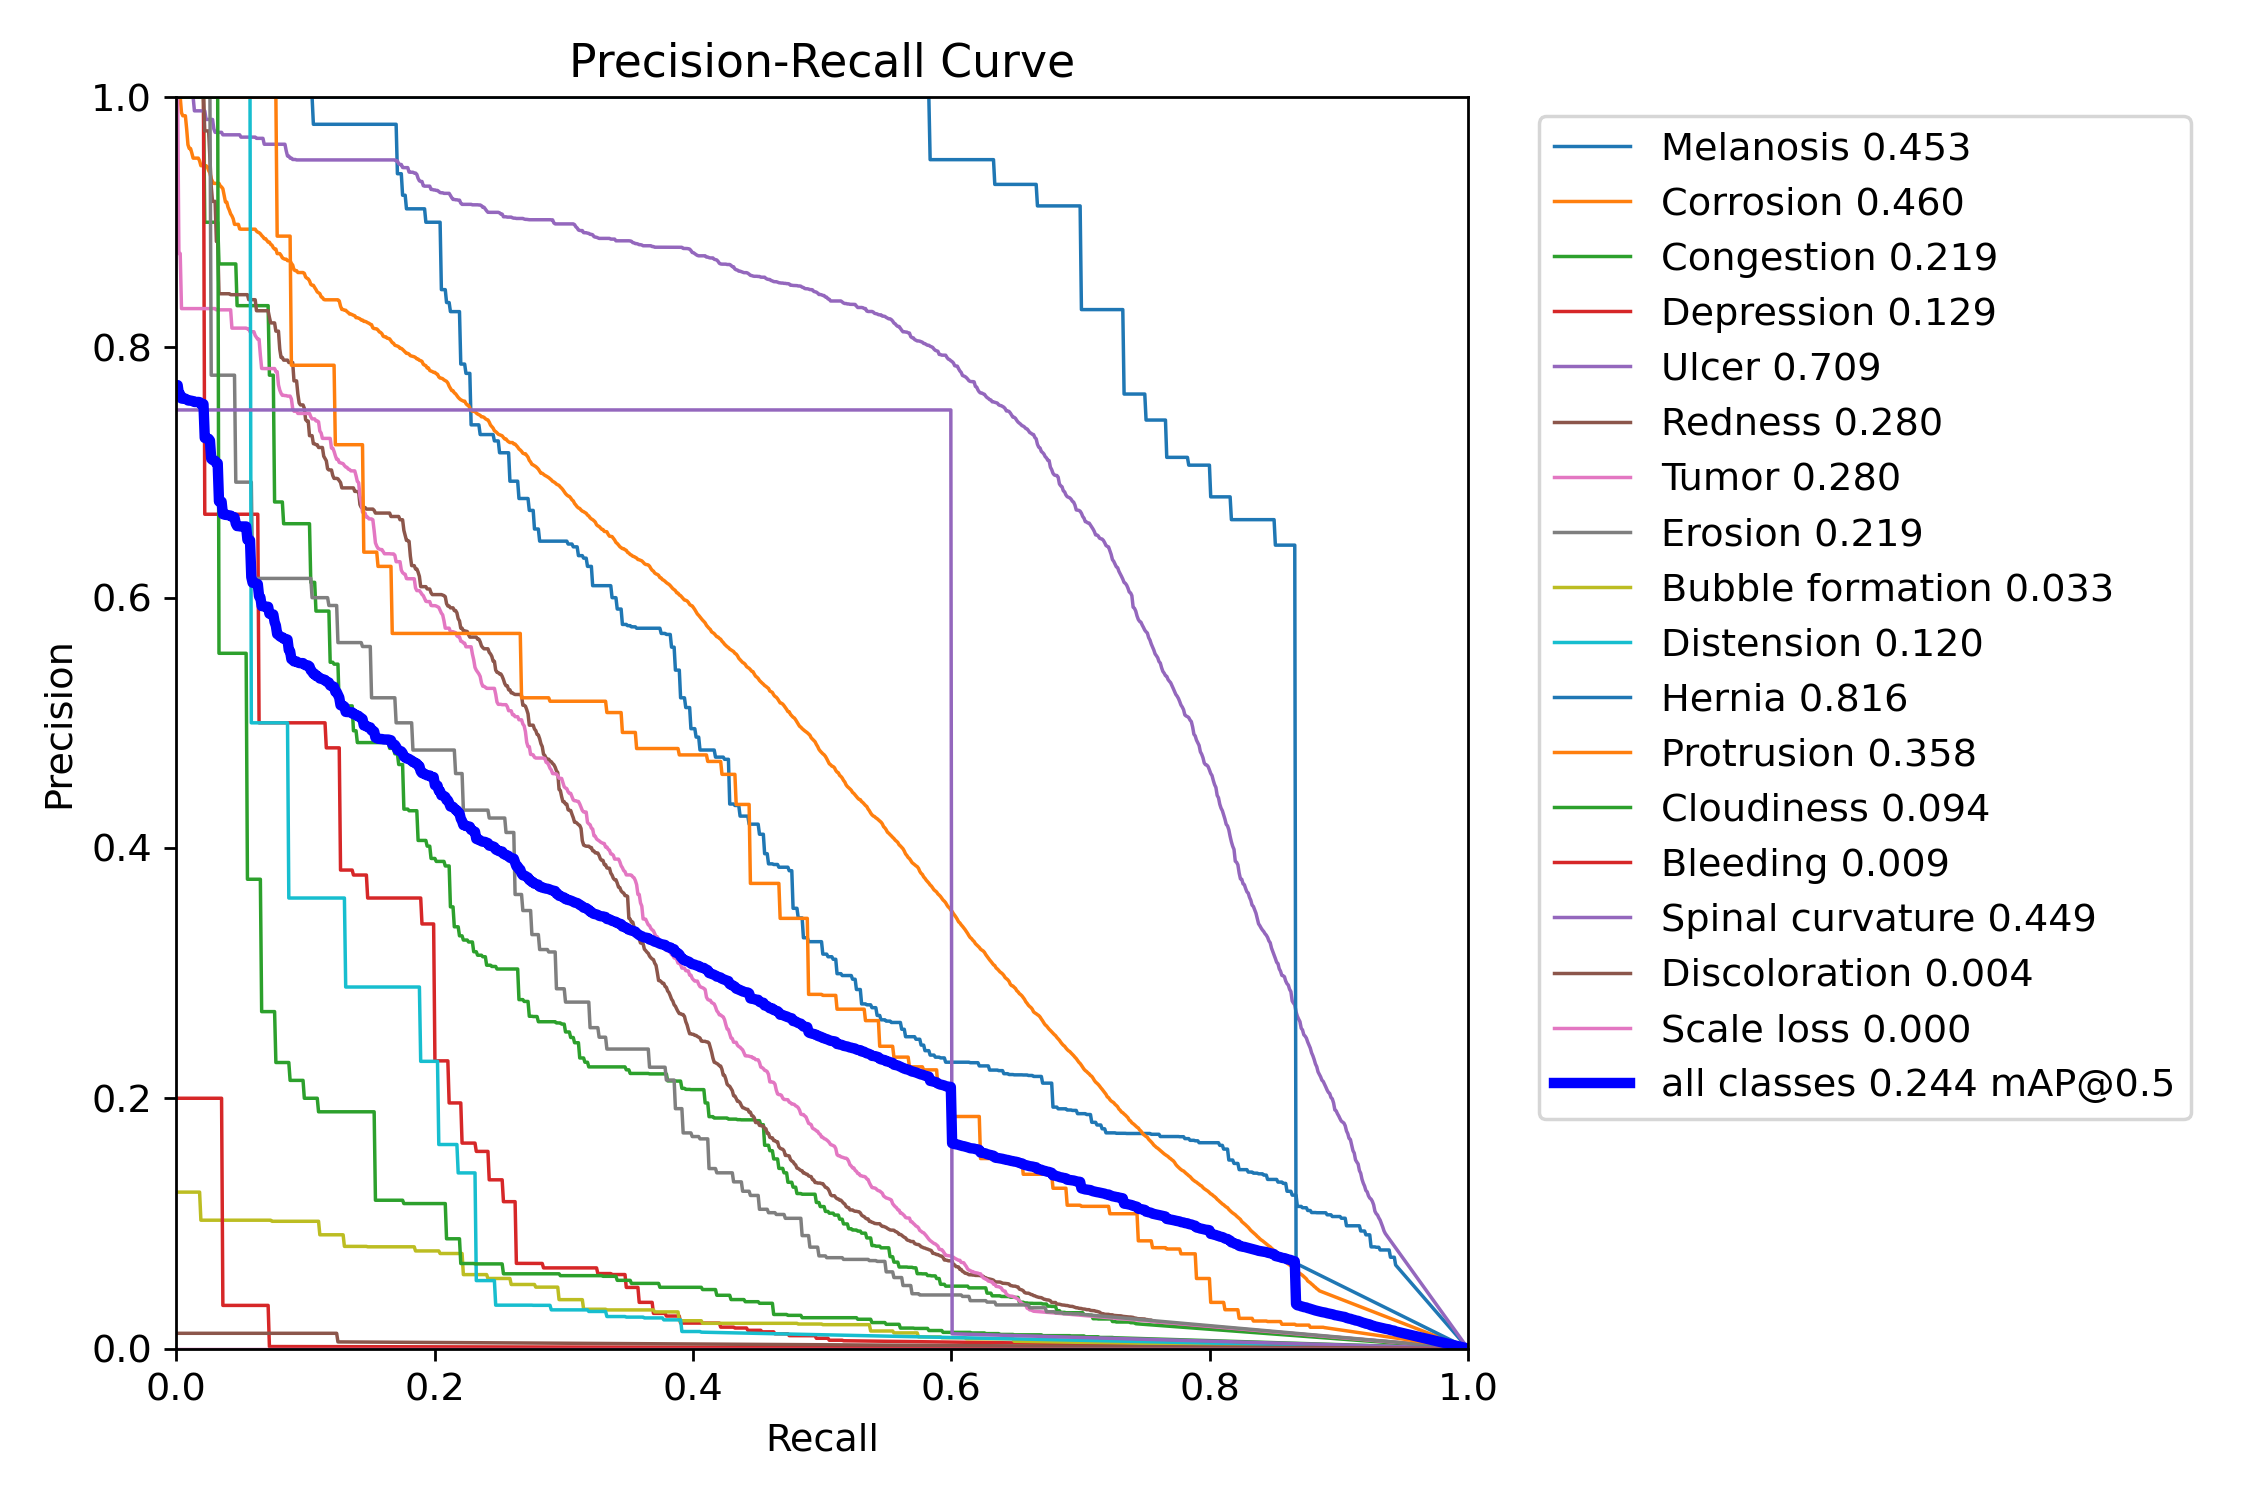 Precision-Recall Curve
1.0
0.8
0.6
0.4
0.2
0.0
Precision
0.0 0.2 0.4 0.6 0.8 1.0
Recall
Melanosis 0.453
Corrosion 0.460
Congestion 0.219
Depression 0.129
Ulcer 0.709
Redness 0.280
Tumor 0.280
Erosion 0.219
Bubble formation 0.033
Distension 0.120
Hernia 0.816
Protrusion 0.358
Cloudiness 0.094
Bleeding 0.009
Spinal curvature 0.449
Discoloration 0.004
Scale loss 0.000
all classes 0.244 mAP@0.5